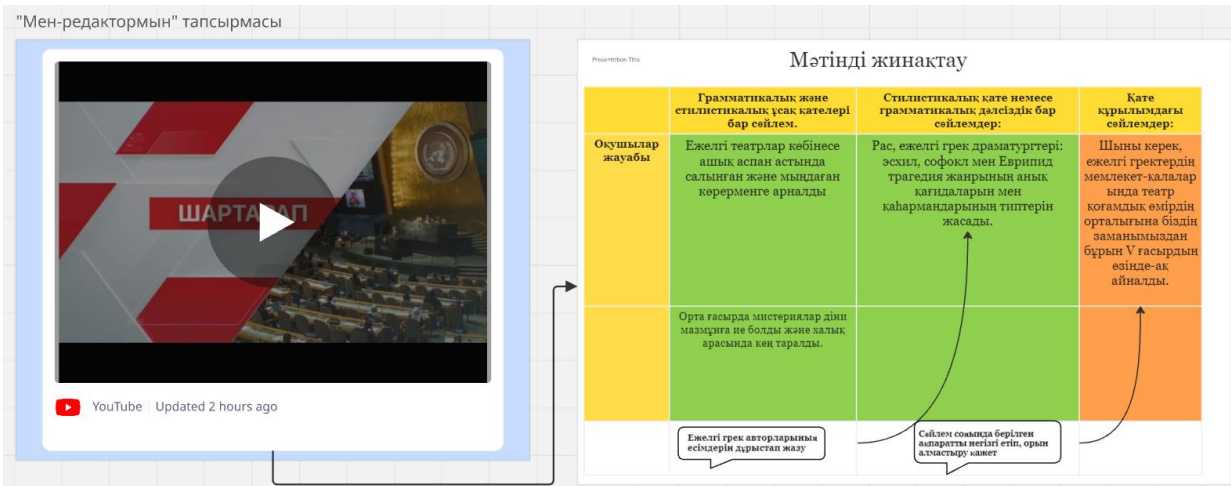 "Мен-редактормын" тапсырмасы
ШАРТАРАП
YouTube | Updated 2 hours ago
Presentation Title
Мәтінді жинақтау
Грамматикалық және
стилистикалық ұсақ қателері
бар сөйлем.
Стилистикалық қате немесе
грамматикалық дәлсіздік бар
сөйлемдер:
Қате
құрылымдағы
сөйлемдер:
Оқушылар
жауабы
Ежелгі театрлар көбінесе
ашық аспан астында
салынған және мыңдаған
көрерменге арналды
Рас, ежелгі грек драматургтері:
эсхил, софокл мен Еврипид
трагедия жанрының анық
қағидаларын мен
қаһармандарының типтерін
жасады.
Шыны керек,
ежелгі гректердің
мемлекет-қалалар
ында театр
қоғамдық өмірдің
орталығына біздің
заманымыздан
бұрын V ғасырдың
өзінде-ақ
айналды.
Орта ғасырда мистериялар діни
мазмұнға ие болды және халық
арасында кең таралды.
Ежелгі грек авторларының
есімдерін дұрыстап жазу
Сөйлем соңында берілген
ақпаратты негізгі етіп, орын
алмастыру қажет